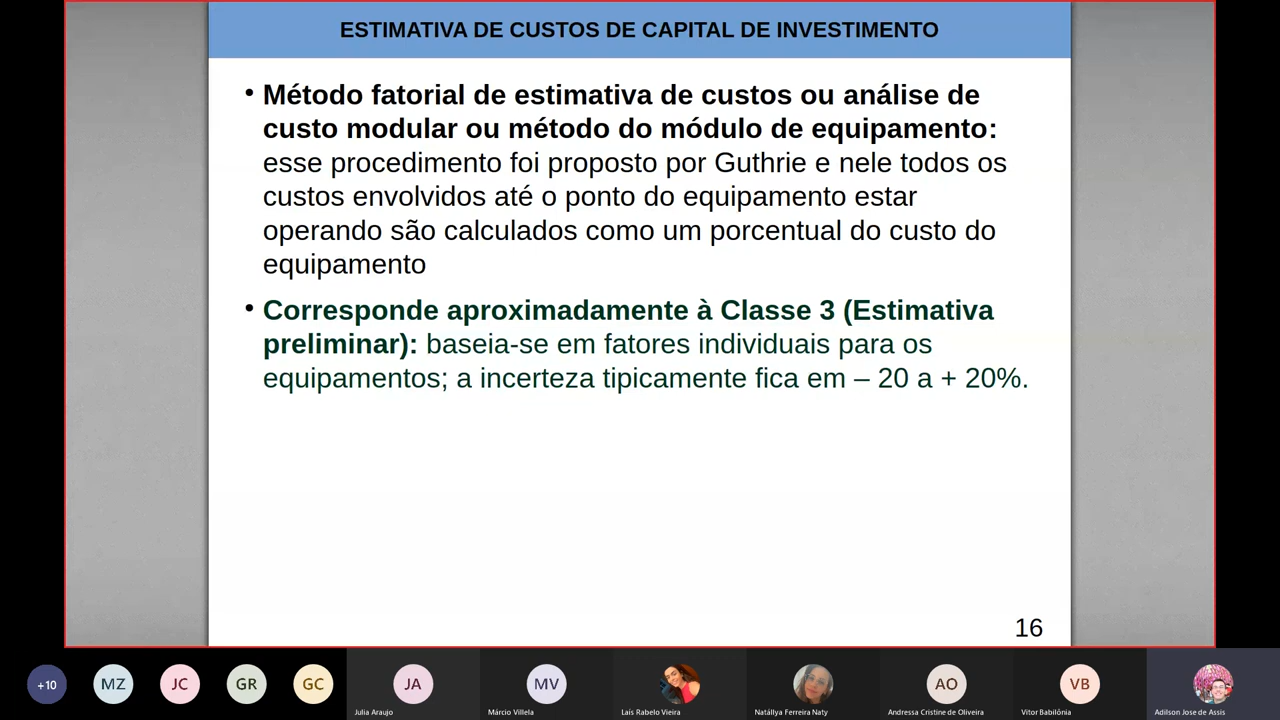 ESTIMATIVA DE CUSTOS DE CAPITAL DE INVESTIMENTO
• Método fatorial de estimativa de custos ou análise de
custo modular ou método do módulo de equipamento:
esse procedimento foi proposto por Guthrie e nele todos os
custos envolvidos até o ponto do equipamento estar
operando são calculados como um porcentual do custo do
equipamento
• Corresponde aproximadamente à Classe 3 (Estimativa
preliminar): baseia-se em fatores individuais para os
equipamentos; a incerteza tipicamente fica em – 20 a + 20%.
16
+10 MZ JC GR GC JA MV AO VB
Julia Araujo Márcio Villela Laís Rabelo Vieira Natállya Ferreira Naty Andressa Cristine de Oliveira Vitor Babilônia Adilson Jose de Assis